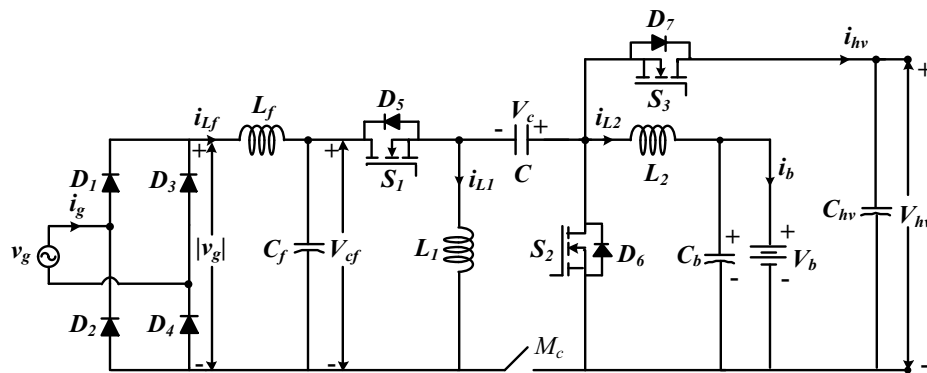 D7
ihv
S3
iLf
Lf
D5
S1
Vc
- +
C
iL2
L2
ib
D1
D3
ig
vg
|vg|
+
-
Cf
+
Vcf
-
iL1
L1
S2
D6
Cb
+
-
+
Vb
-
Chv
+
Vhv
-
D2
D4
Mc